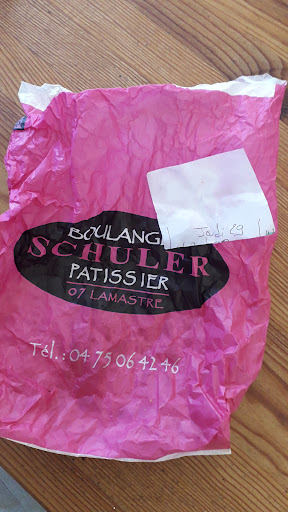 BOULANG
SCHULER
PATISSIER
07 LAMASTRE
Tél.: 04 75 06 42 46
Jeudi 29